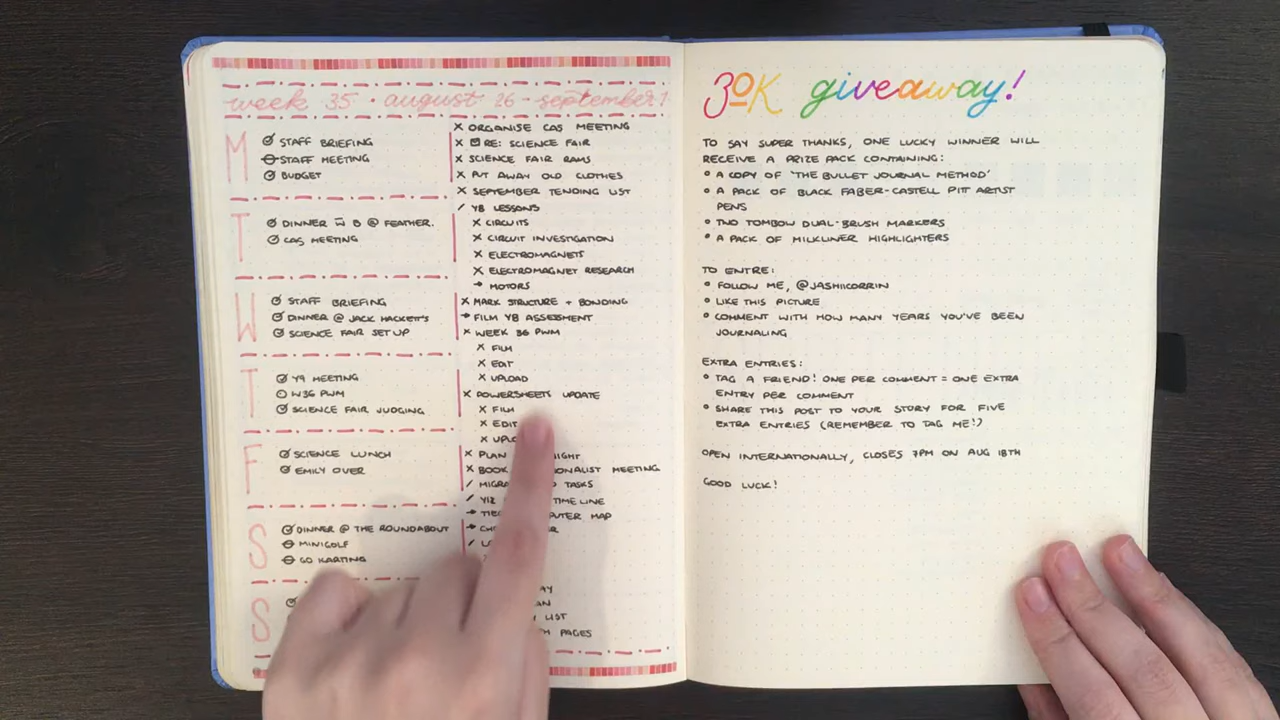 week 35 · august 26 - september 1
M
STAFF BRIEFING
STAFF MEETING
BUDGET
T
DINNER W B @ FEATHER.
CAS MEETING
W
STAFF BRIEFING
DINNER @ JACK HACKETT'S
SCIENCE FAIR SET UP
T
Y9 MEETING
W36 PWM
SCIENCE FAIR JUDGING
F
SCIENCE LUNCH
EMILY OVER
S
DINNER @ THE ROUNDABOUT
MINIGOLF
GO KARTING
S
X ORGANISE CAS MEETING
X RE: SCIENCE FAIR
X SCIENCE FAIR RAMS
X PUT AWAY OLD CLOTHES
X SEPTEMBER TENDING LIST
/ Y8 LESSONS
X CIRCUITS
X CIRCUIT INVESTIGATION
X ELECTROMAGNETS
X ELECTROMAGNET RESEARCH
→ MOTORS
X MARK STRUCTURE + BONDING
→ FILM Y8 ASSESSMENT
X WEEK 36 PWM
X FILM
X EDIT
X UPLOAD
X POWERSHEETS UPDATE
X FILM
X EDIT
X
X PLAN
X BOOK MEETING
/ TASKS
/ TIME LINE
→ MAP
LIST
PAGES
30K giveaway!
TO SAY SUPER THANKS, ONE LUCKY WINNER WILL
RECEIVE A PRIZE PACK CONTAINING:
• A COPY OF 'THE BULLET JOURNAL METHOD'
• A PACK OF BLACK FABER-CASTELL PITT ARTIST
PENS
• TWO TOMBOW DUAL-BRUSH MARKERS
• A PACK OF MILDLINER HIGHLIGHTERS
TO ENTRE:
• FOLLOW ME, @JASHIICORRIN
• LIKE THIS PICTURE
• COMMENT WITH HOW MANY YEARS YOU'VE BEEN
JOURNALING
EXTRA ENTRIES:
• TAG A FRIEND! ONE PER COMMENT = ONE EXTRA
ENTRY PER COMMENT
• SHARE THIS POST TO YOUR STORY FOR FIVE
EXTRA ENTRIES (REMEMBER TO TAG ME!)
OPEN INTERNATIONALLY, CLOSES 7PM ON AUG 18TH
GOOD LUCK!